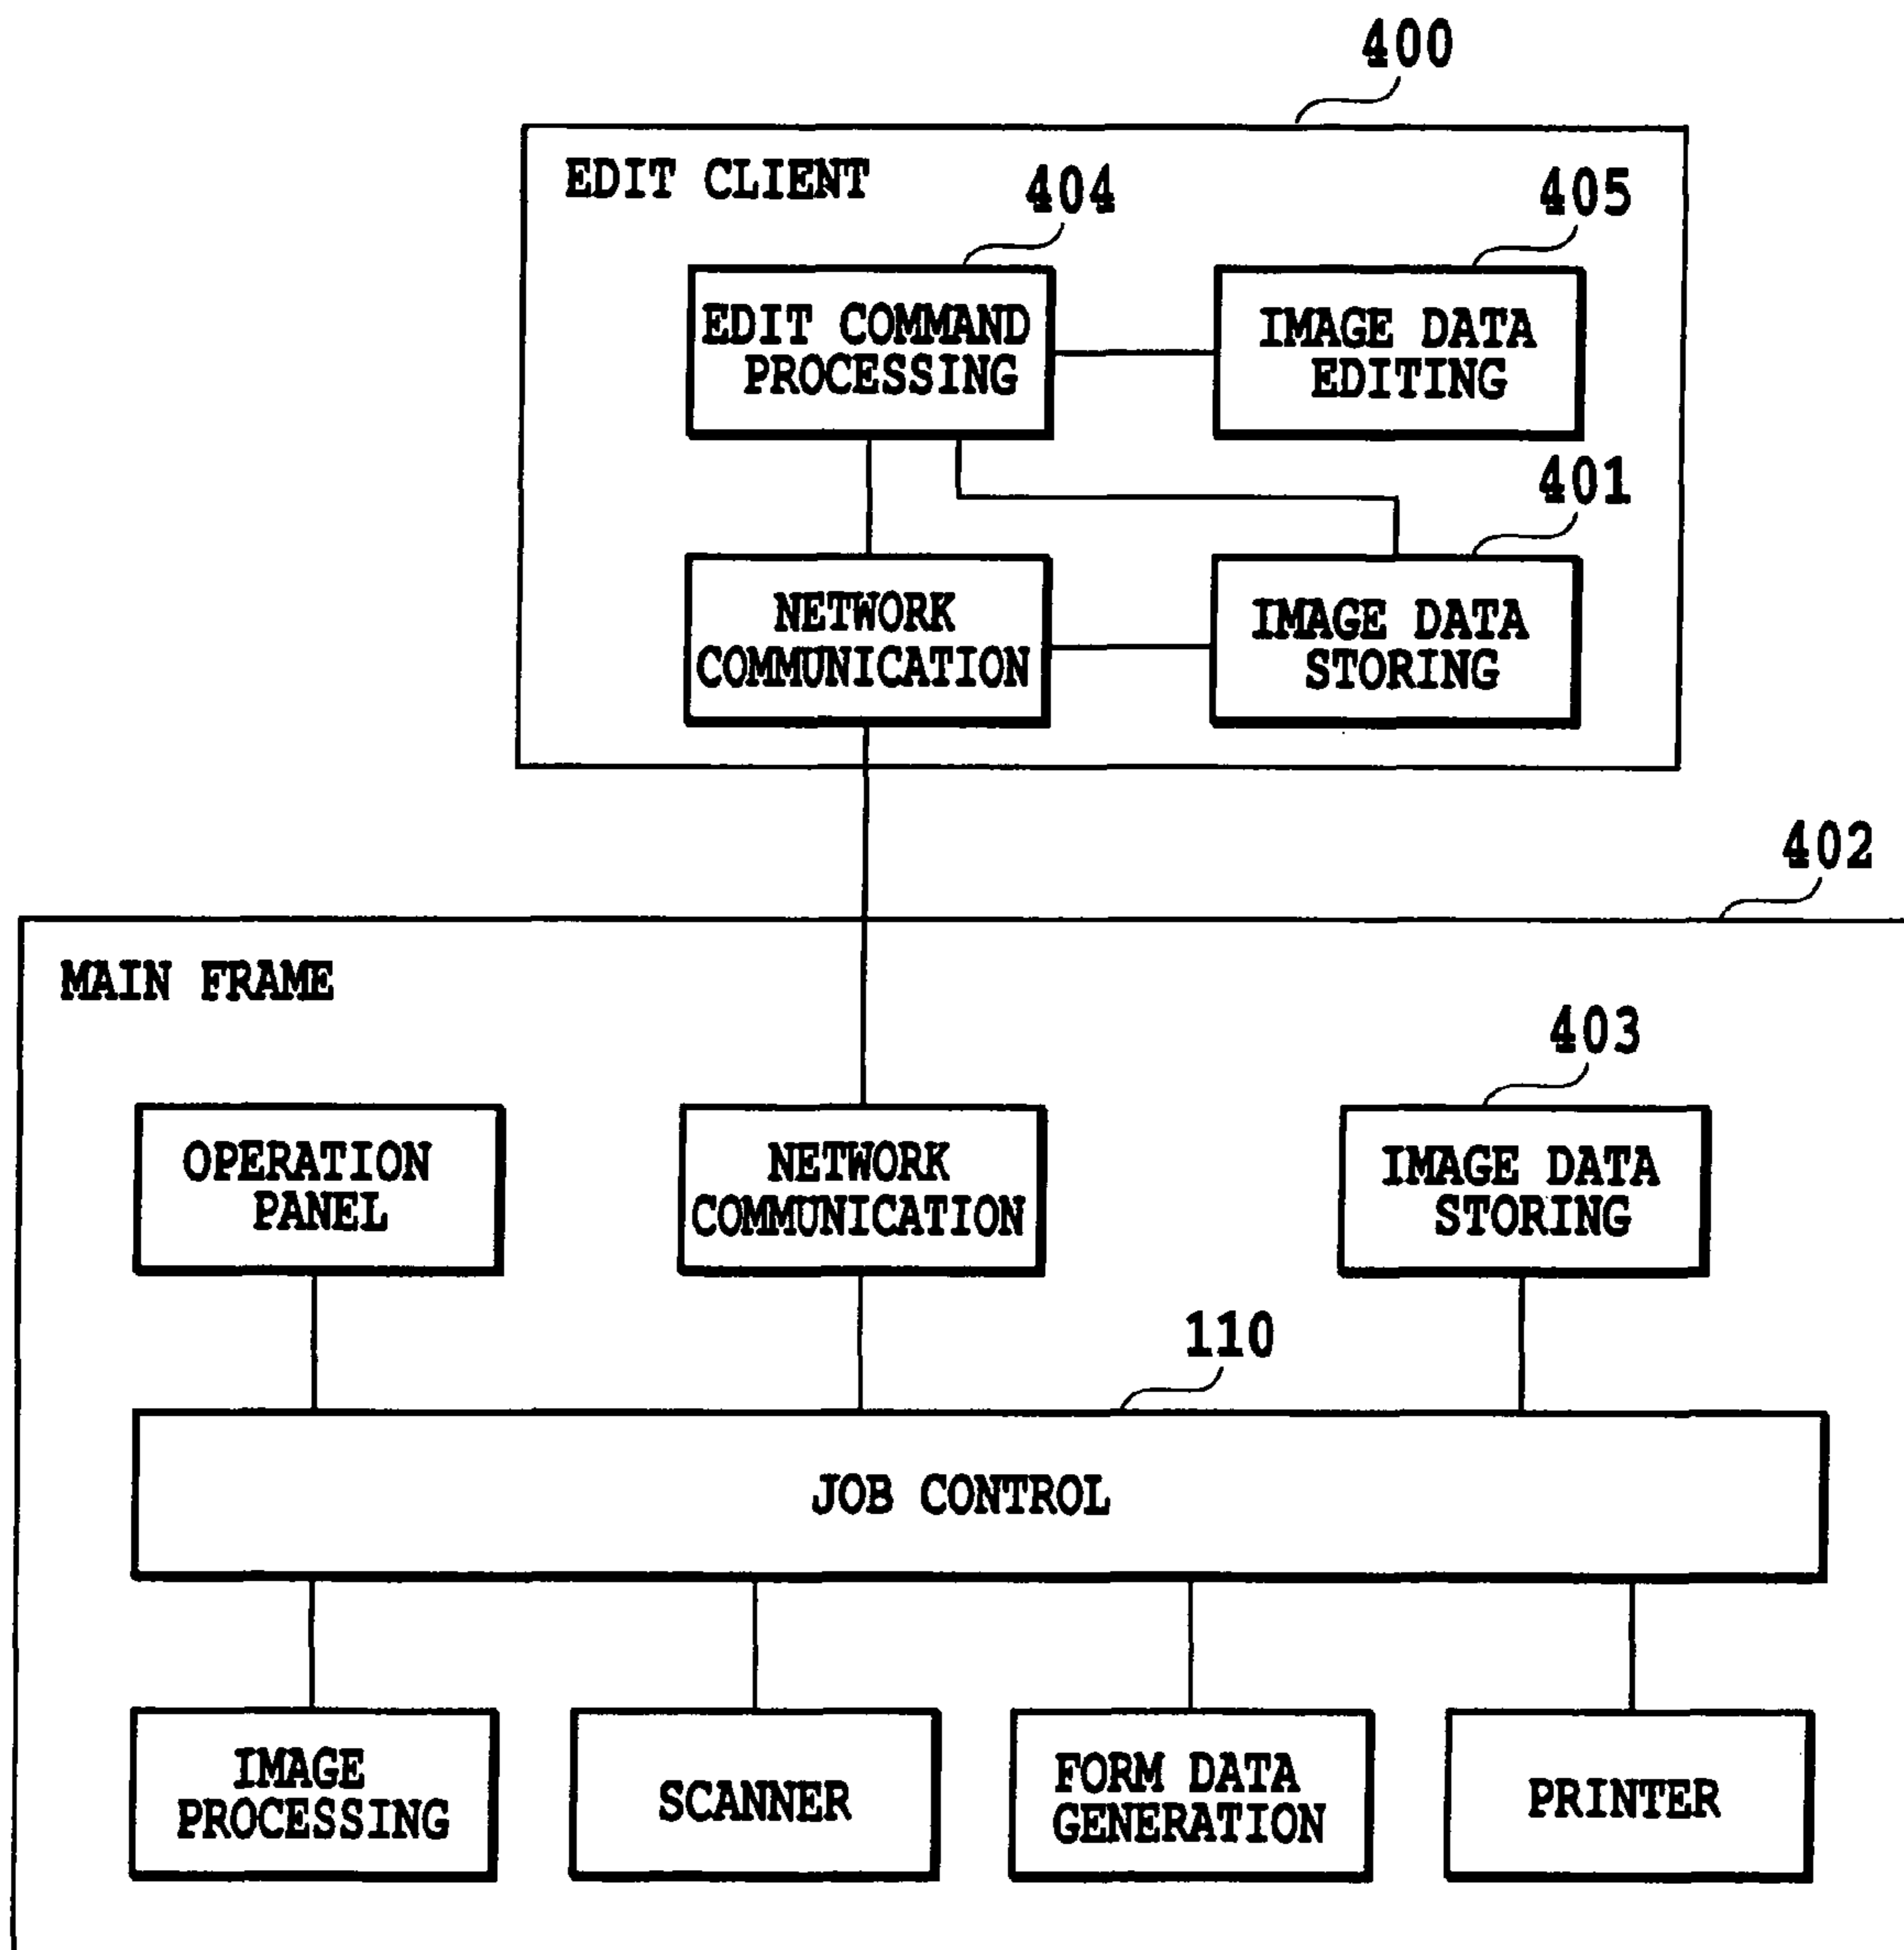 400
EDIT CLIENT
404
405
EDIT COMMAND
PROCESSING
IMAGE DATA
EDITING
401
NETWORK
COMMUNICATION
IMAGE DATA
STORING
402
MAIN FRAME
403
OPERATION
PANEL
NETWORK
COMMUNICATION
IMAGE DATA
STORING
110
JOB CONTROL
IMAGE
PROCESSING
SCANNER
FORM DATA
GENERATION
PRINTER